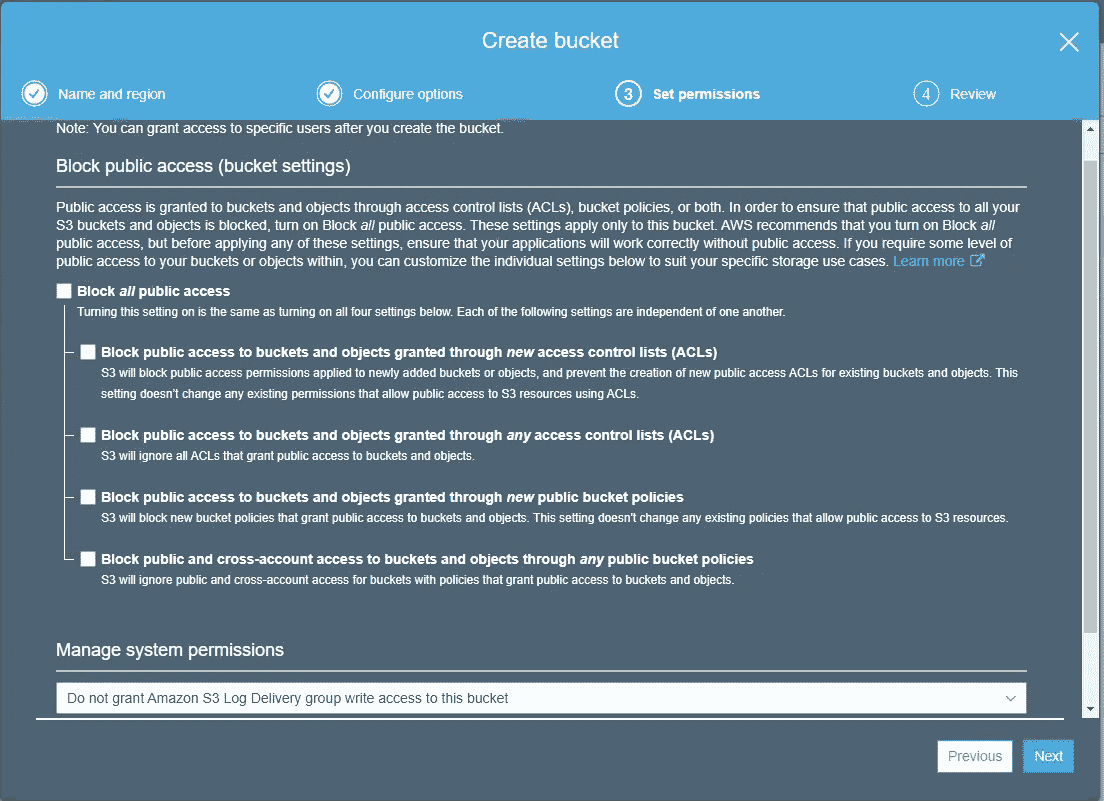 Create bucket
Name and region
Configure options
3 Set permissions
4 Review
Note: You can grant access to specific users after you create the bucket.
Block public access (bucket settings)
Public access is granted to buckets and objects through access control lists (ACLs), bucket policies, or both. In order to ensure that public access to all your
S3 buckets and objects is blocked, turn on Block all public access. These settings apply only to this bucket. AWS recommends that you turn on Block all
public access, but before applying any of these settings, ensure that your applications will work correctly without public access. If you require some level of
public access to your buckets or objects within, you can customize the individual settings below to suit your specific storage use cases. Learn more
Block all public access
Turning this setting on is the same as turning on all four settings below. Each of the following settings are independent of one another.
Block public access to buckets and objects granted through new access control lists (ACLs)
S3 will block public access permissions applied to newly added buckets or objects, and prevent the creation of new public access ACLs for existing buckets and objects. This
setting doesn't change any existing permissions that allow public access to S3 resources using ACLs.
Block public access to buckets and objects granted through any access control lists (ACLs)
S3 will ignore all ACLs that grant public access to buckets and objects.
Block public access to buckets and objects granted through new public bucket policies
S3 will block new bucket policies that grant public access to buckets and objects. This setting doesn't change any existing policies that allow public access to S3 resources.
Block public and cross-account access to buckets and objects through any public bucket policies
S3 will ignore public and cross-account access for buckets with policies that grant public access to buckets and objects.
Manage system permissions
Do not grant Amazon S3 Log Delivery group write access to this bucket
Previous
Next